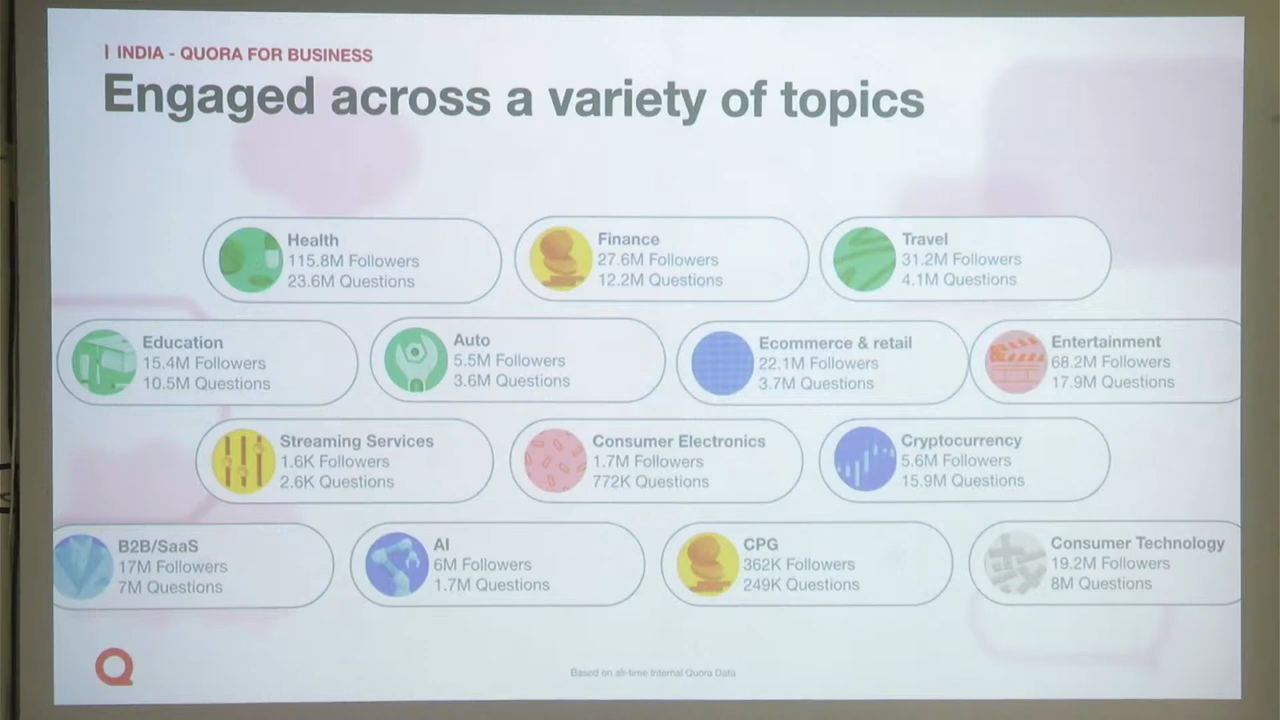 | INDIA - QUORA FOR BUSINESS
Engaged across a variety of topics
Health
115.8M Followers
23.6M Questions
Finance
27.6M Followers
12.2M Questions
Travel
31.2M Followers
4.1M Questions
Education
15.4M Followers
10.5M Questions
Auto
5.5M Followers
3.6M Questions
Ecommerce & retail
22.1M Followers
3.7M Questions
Entertainment
68.2M Followers
17.9M Questions
Streaming Services
1.6K Followers
2.6K Questions
Consumer Electronics
1.7M Followers
772K Questions
Cryptocurrency
5.6M Followers
15.9M Questions
B2B/SaaS
17M Followers
7M Questions
AI
6M Followers
1.7M Questions
CPG
362K Followers
249K Questions
Consumer Technology
19.2M Followers
8M Questions
Q
Based on all-time Internal Quora Data